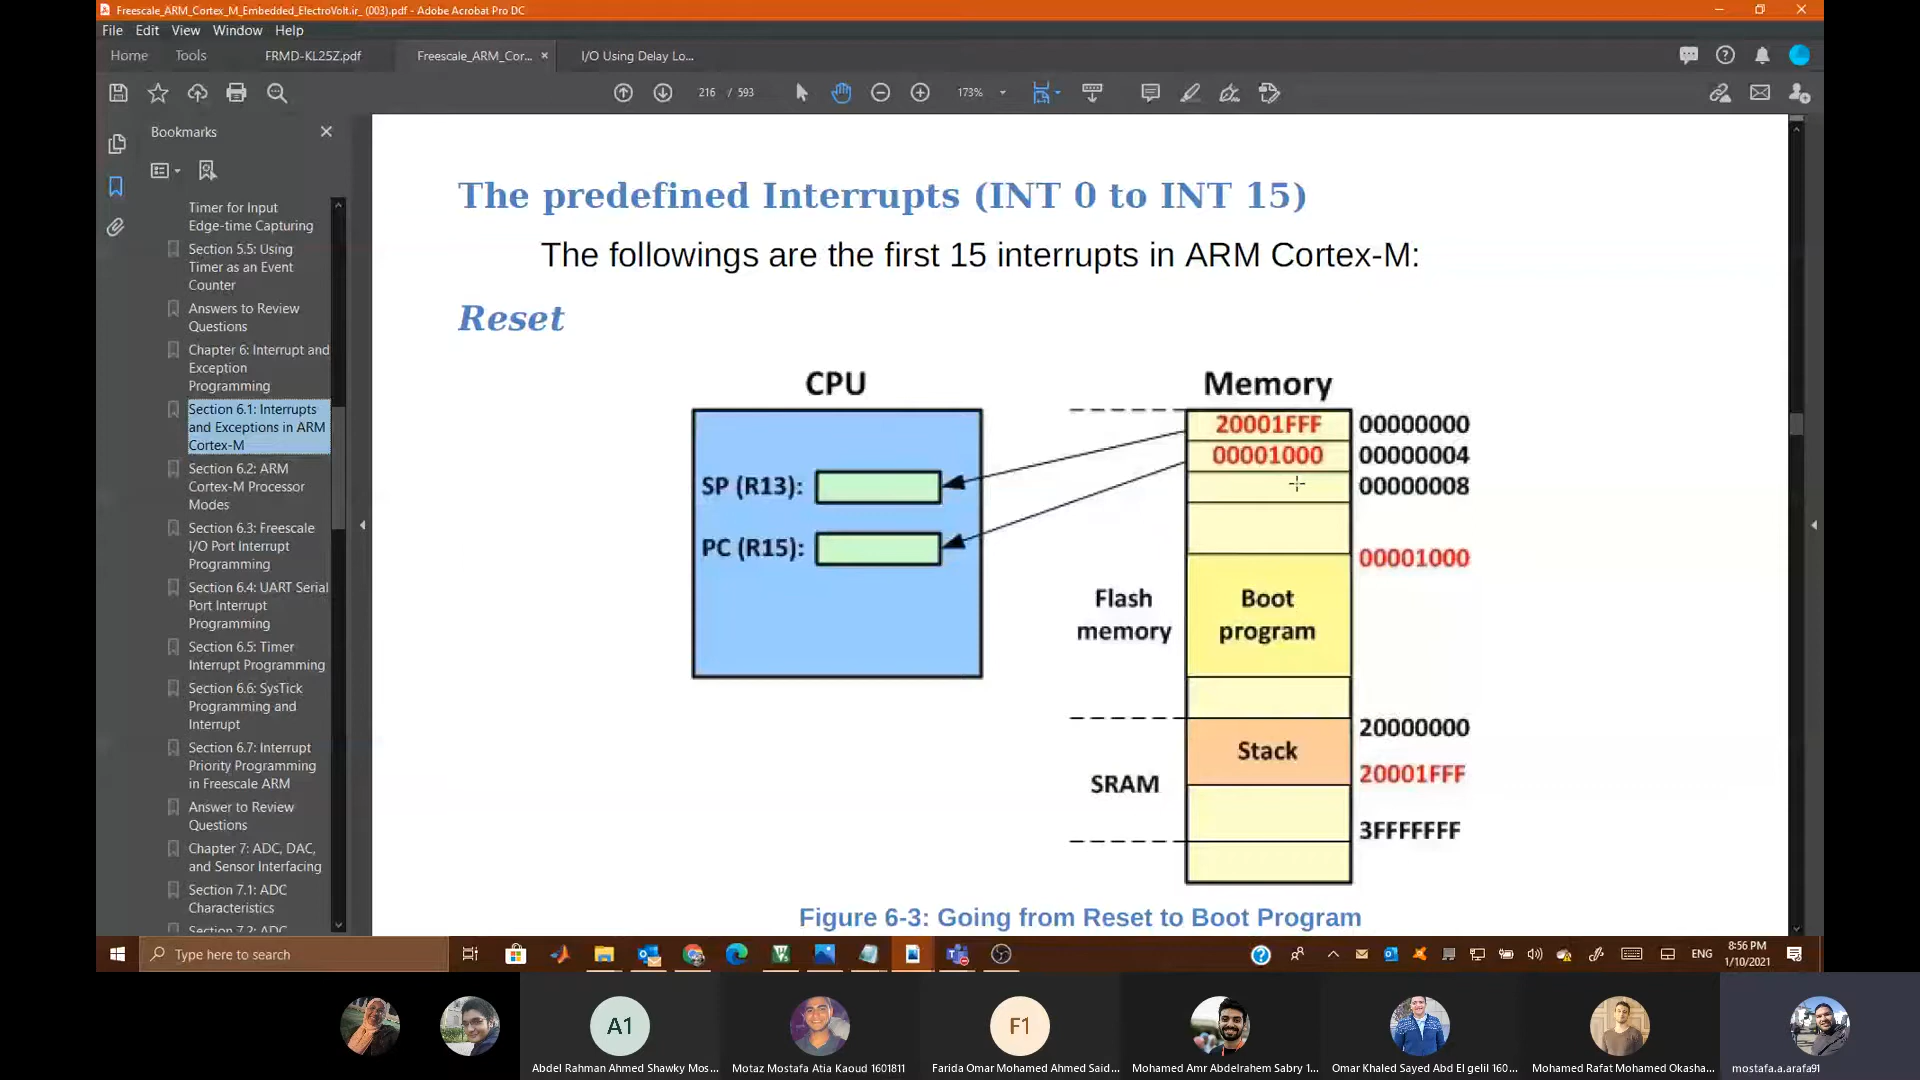 Freescale_ARM_Cortex_M_Embedded_ElectroVolt.ir_ (003).pdf - Adobe Acrobat Pro DC
File Edit View Window Help
Home Tools FRMD-KL25Z.pdf Freescale_ARM_Cor... × I/O Using Delay Lo...
216 / 593 173%
Bookmarks
Timer for Input
Edge-time Capturing
Section 5.5: Using
Timer as an Event
Counter
Answers to Review
Questions
Chapter 6: Interrupt and
Exception
Programming
Section 6.1: Interrupts
and Exceptions in ARM
Cortex-M
Section 6.2: ARM
Cortex-M Processor
Modes
Section 6.3: Freescale
I/O Port Interrupt
Programming
Section 6.4: UART Serial
Port Interrupt
Programming
Section 6.5: Timer
Interrupt Programming
Section 6.6: SysTick
Programming and
Interrupt
Section 6.7: Interrupt
Priority Programming
in Freescale ARM
Answer to Review
Questions
Chapter 7: ADC, DAC,
and Sensor Interfacing
Section 7.1: ADC
Characteristics
Section 7.2: ADC
The predefined Interrupts (INT 0 to INT 15)
The followings are the first 15 interrupts in ARM Cortex-M:
Reset
CPU
SP (R13):
PC (R15):
Memory
20001FFF 00000000
00001000 00000004
00000008
00001000
Flash
memory
Boot
program
20000000
Stack
20001FFF
SRAM
3FFFFFFF
Figure 6-3: Going from Reset to Boot Program
Type here to search
ENG
8:56 PM
1/10/2021
A1
F1
Abdel Rahman Ahmed Shawky Mos...
Motaz Mostafa Atia Kaoud 1601811
Farida Omar Mohamed Ahmed Said...
Mohamed Amr Abdelrahem Sabry 1...
Omar Khaled Sayed Abd El gelil 160...
Mohamed Rafat Mohamed Okasha...
mostafa.a.arafa91